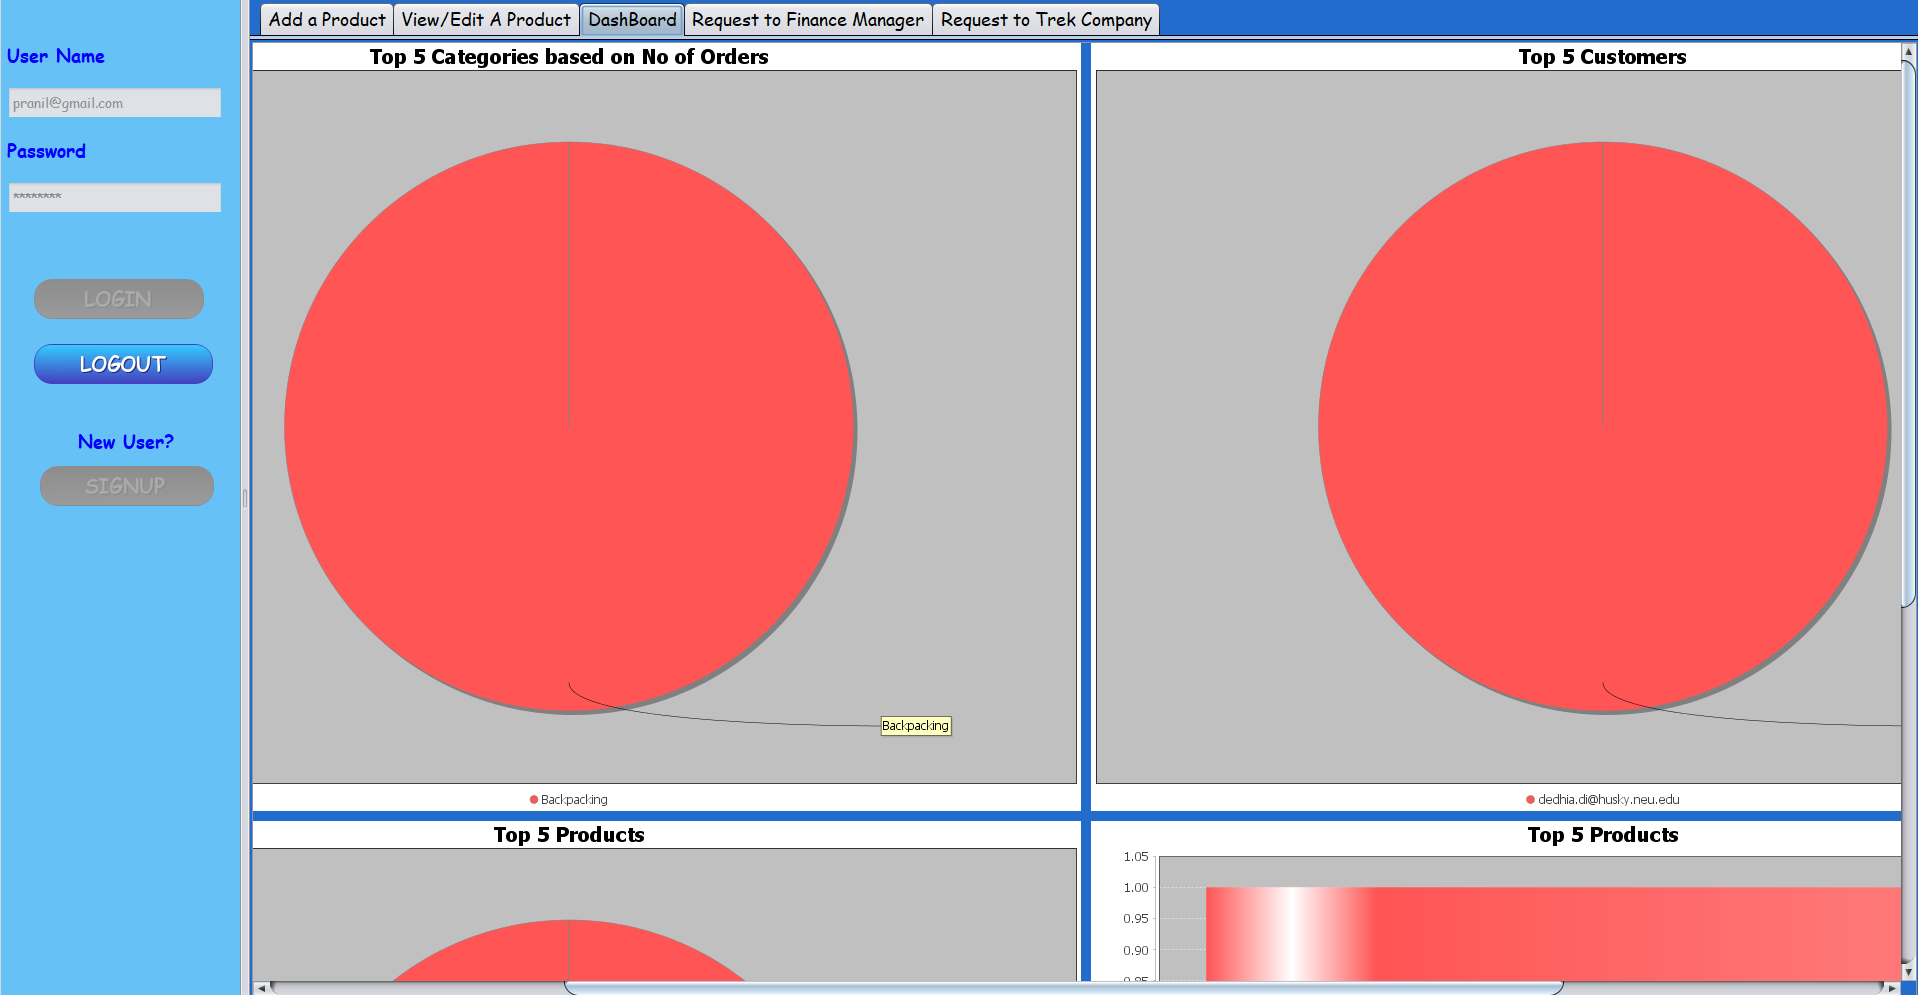 Add a Product
View/Edit A Product
DashBoard
Request to Finance Manager
Request to Trek Company
User Name
pranil@gmail.com
Password
********
LOGIN
LOGOUT
New User?
SIGNUP
Top 5 Categories based on No of Orders
Backpacking
Backpacking
Top 5 Customers
dedhia.di@husky.neu.edu
Top 5 Products
Top 5 Products
1.05
1.00
0.95
0.90
0.85